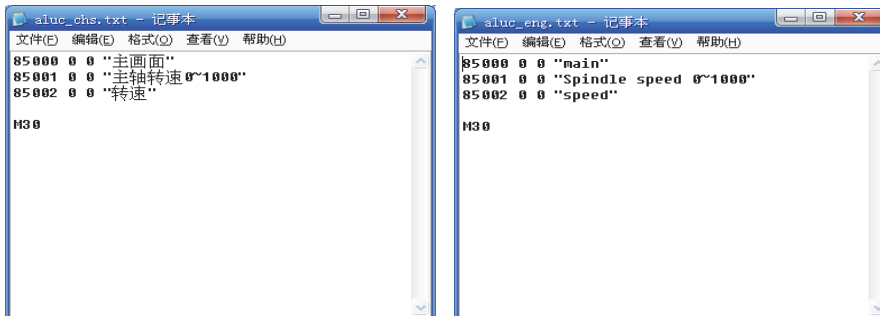 aluc_chs.txt - 记事本
文件(F) 编辑(E) 格式(O) 查看(V) 帮助(H)
85000 0 0 "主画面"
85001 0 0 "主轴转速0~1000"
85002 0 0 "转速"
M30
aluc_eng.txt - 记事本
文件(F) 编辑(E) 格式(O) 查看(V) 帮助(H)
85000 0 0 "main"
85001 0 0 "Spindle speed 0~1000"
85002 0 0 "speed"
M30